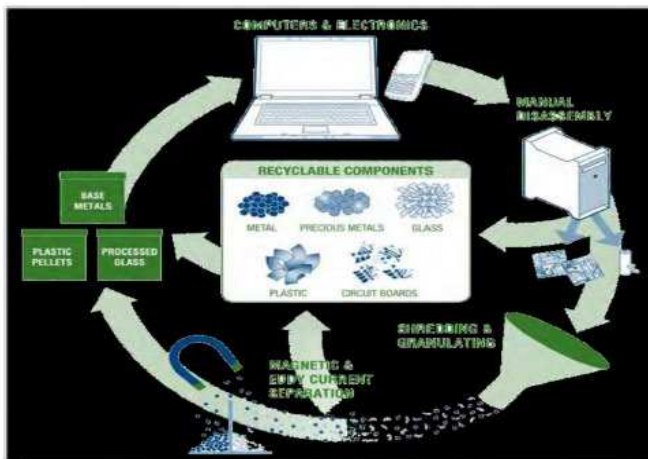 COMPUTERS & ELECTRONICS
MANUAL
DISASSEMBLY
RECYCLABLE COMPONENTS
METAL
PRECIOUS METALS
GLASS
PLASTIC
CIRCUIT BOARDS
BASE
METALS
PLASTIC
PELLETS
PROCESSED
GLASS
SHREDDING &
GRANULATING
MAGNETIC &
EDDY CURRENT
SEPARATION